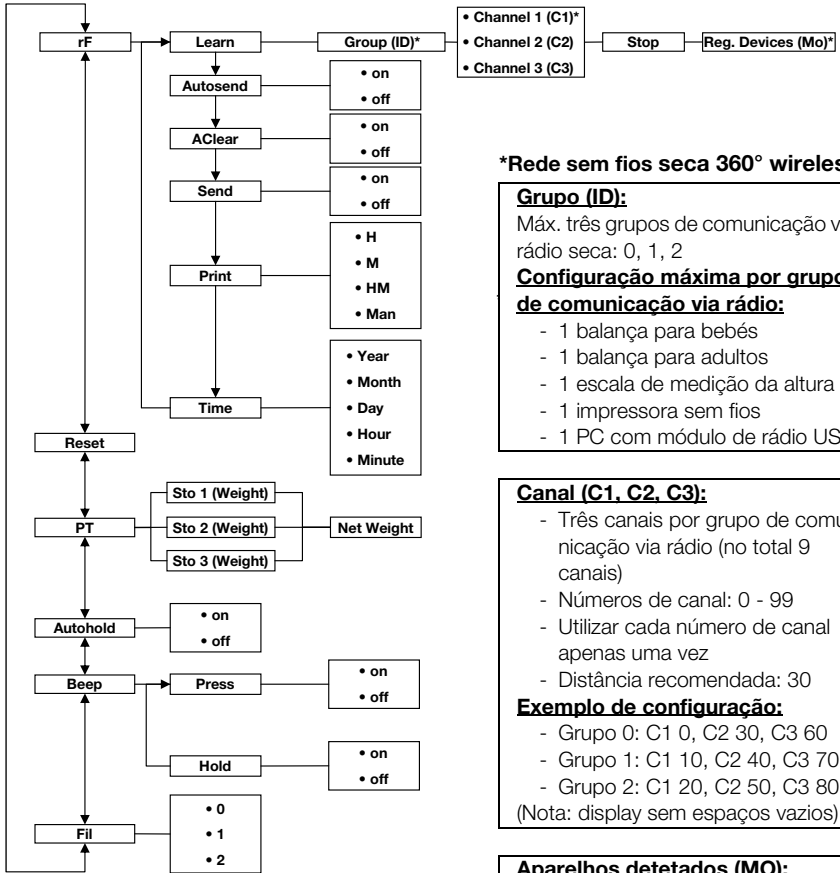 rF
Learn
Group (ID)*
• Channel 1 (C1)*
• Channel 2 (C2)
• Channel 3 (C3)
Stop
Reg. Devices (Mo)*
Autosend
• on
• off
AClear
• on
• off
Send
• on
• off
Print
• H
• M
• HM
• Man
Time
• Year
• Month
• Day
• Hour
• Minute
Reset
PT
Sto 1 (Weight)
Sto 2 (Weight)
Sto 3 (Weight)
Net Weight
Autohold
• on
• off
Beep
Press
• on
• off
Hold
• on
• off
Fil
• 0
• 1
• 2
*Rede sem fios seca 360°
Grupo (ID):
Máx. três grupos de comunicação
rádio seca: 0, 1, 2
Configuração máxima por grupo
de comunicação via rádio:
- 1 balança para bebés
- 1 balança para adultos
- 1 escala de medição da altura
- 1 impressora sem fios
- 1 PC com módulo de rádio
Canal (C1, C2, C3):
- Três canais por grupo de comu
nicação via rádio (no total 9
canais)
- Números de canal: 0 - 99
- Utilizar cada número de canal
apenas uma vez
- Distância recomendada: 30
Exemplo de configuração:
- Grupo 0: C1 0, C2 30, C3 60
- Grupo 1: C1 10, C2 40, C3 70
- Grupo 2: C1 20, C2 50, C3 80
(Nota: display sem espaços vazios)
Aparelhos detetados (MO):